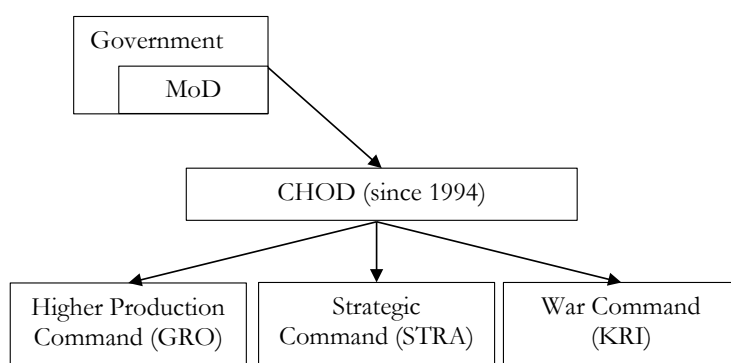 Government
MoD
CHOD (since 1994)
Higher Production
Command (GRO)
Strategic
Command (STRA)
War Command
(KRI)